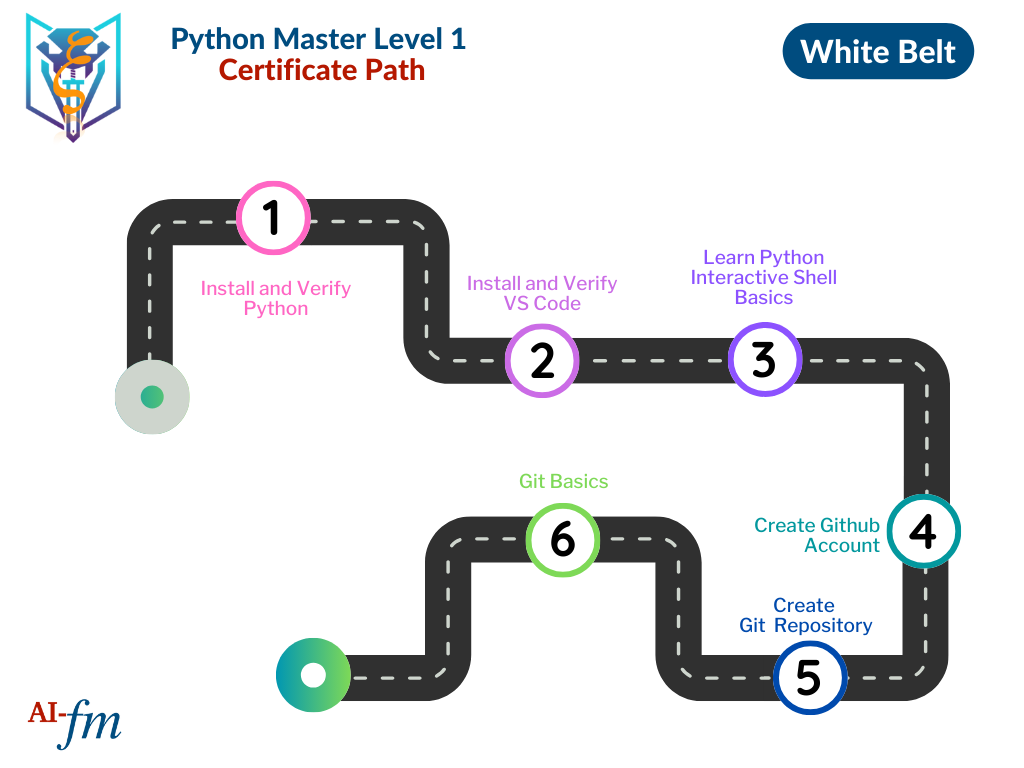 Python Master Level 1
Certificate Path
White Belt
1
Install and Verify
Python
Install and Verify
VS Code
2
Learn Python
Interactive Shell
Basics
3
Create Github
Account
4
Create
Git Repository
5
Git Basics
6
AI-fm